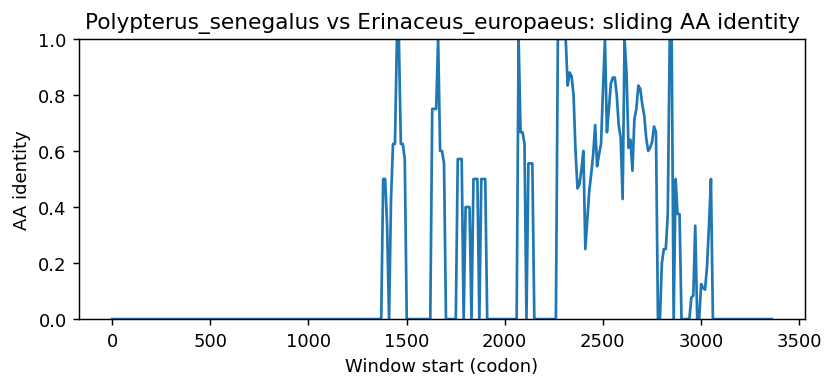 Polypterus_senegalus vs Erinaceus_europaeus: sliding AA identity
AA identity
1.0
0.8
0.6
0.4
0.2
0.0
0 500 1000 1500 2000 2500 3000 3500
Window start (codon)